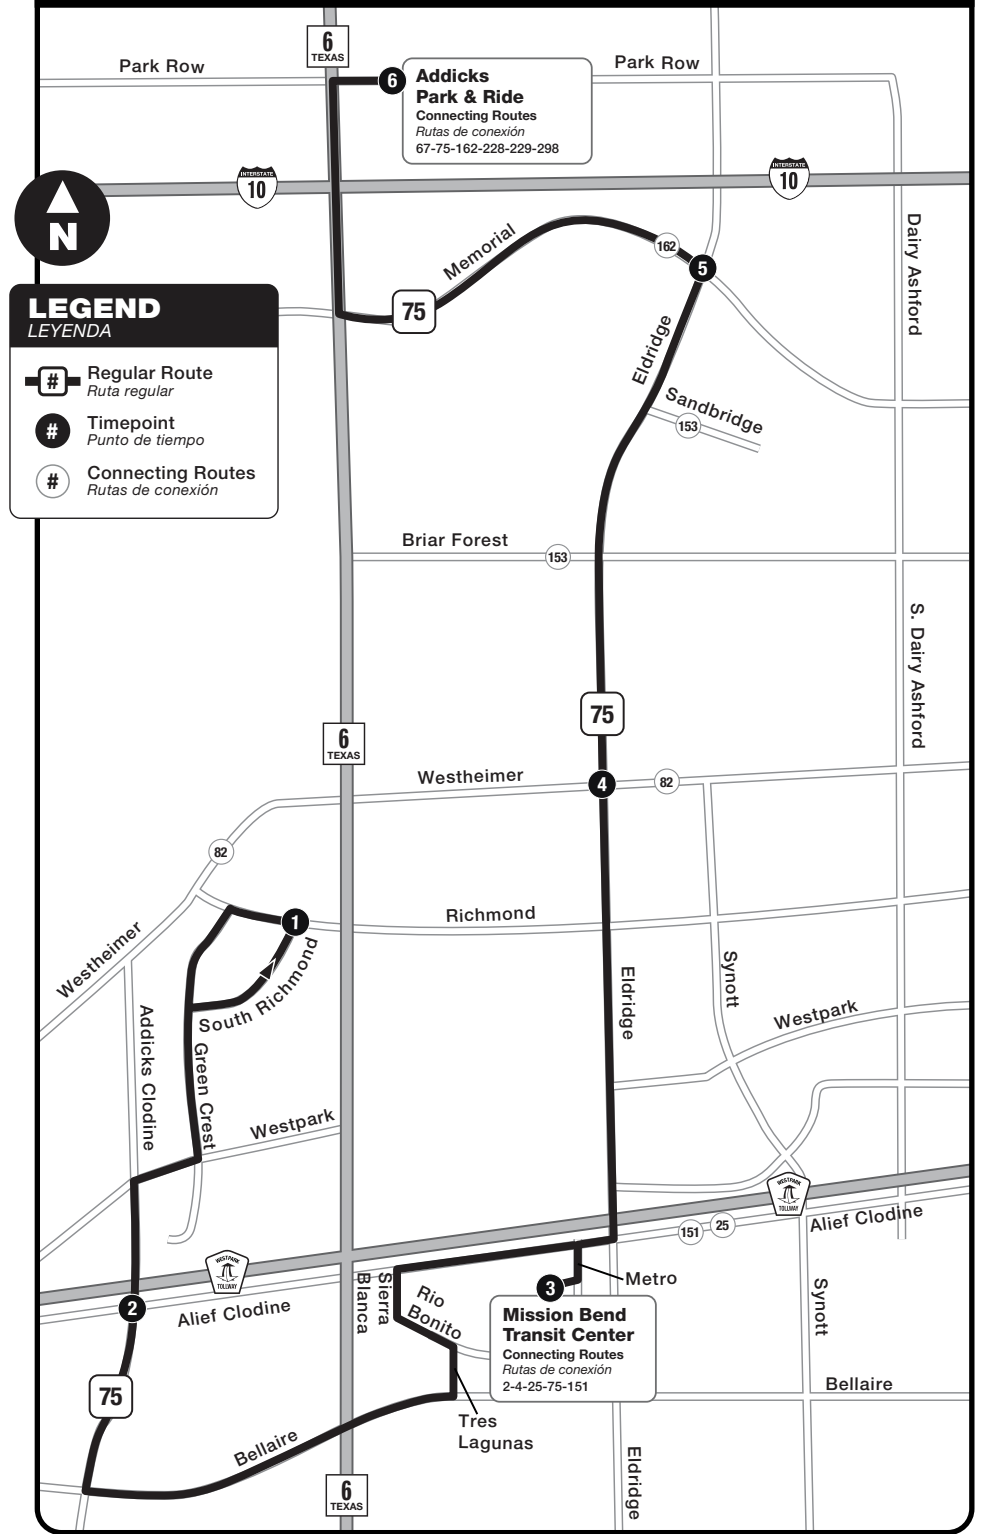 6
TEXAS
Park Row
6
Addicks
Park & Ride
Connecting Routes
Rutas de conexión
67-75-162-228-229-298
Park Row
INTERSTATE
10
INTERSTATE
10
N
Memorial
162
5
Dairy Ashford
LEGEND
LEYENDA
# Regular Route
Ruta regular
# Timepoint
Punto de tiempo
# Connecting Routes
Rutas de conexión
75
Eldridge
Sandbridge
153
Briar Forest
153
S. Dairy Ashford
75
6
TEXAS
Westheimer
4
82
82
Westheimer
1
Richmond
South Richmond
Addicks Clodine
Green Crest
Eldridge
Synott
Westpark
Westpark
WESTPARK
TOLLWAY
Alief Clodine
151
25
WESTPARK
TOLLWAY
2
Alief Clodine
Sierra
Blanca
Rio
Bonito
Metro
3
Mission Bend
Transit Center
Connecting Routes
Rutas de conexión
2-4-25-75-151
Synott
75
Bellaire
Tres
Lagunas
Bellaire
Eldridge
6
TEXAS